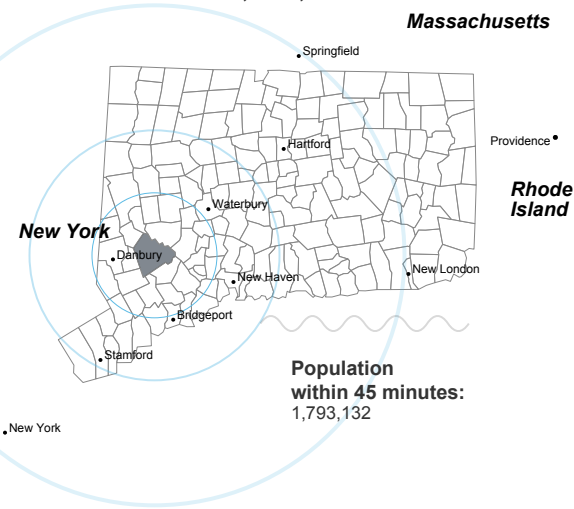 Massachusetts
Springfield
Hartford
Providence
Rhode
Island
Waterbury
New York
Danbury
New Haven
New London
Bridgeport
Stamford
Population
within 45 minutes:
1,793,132
New York